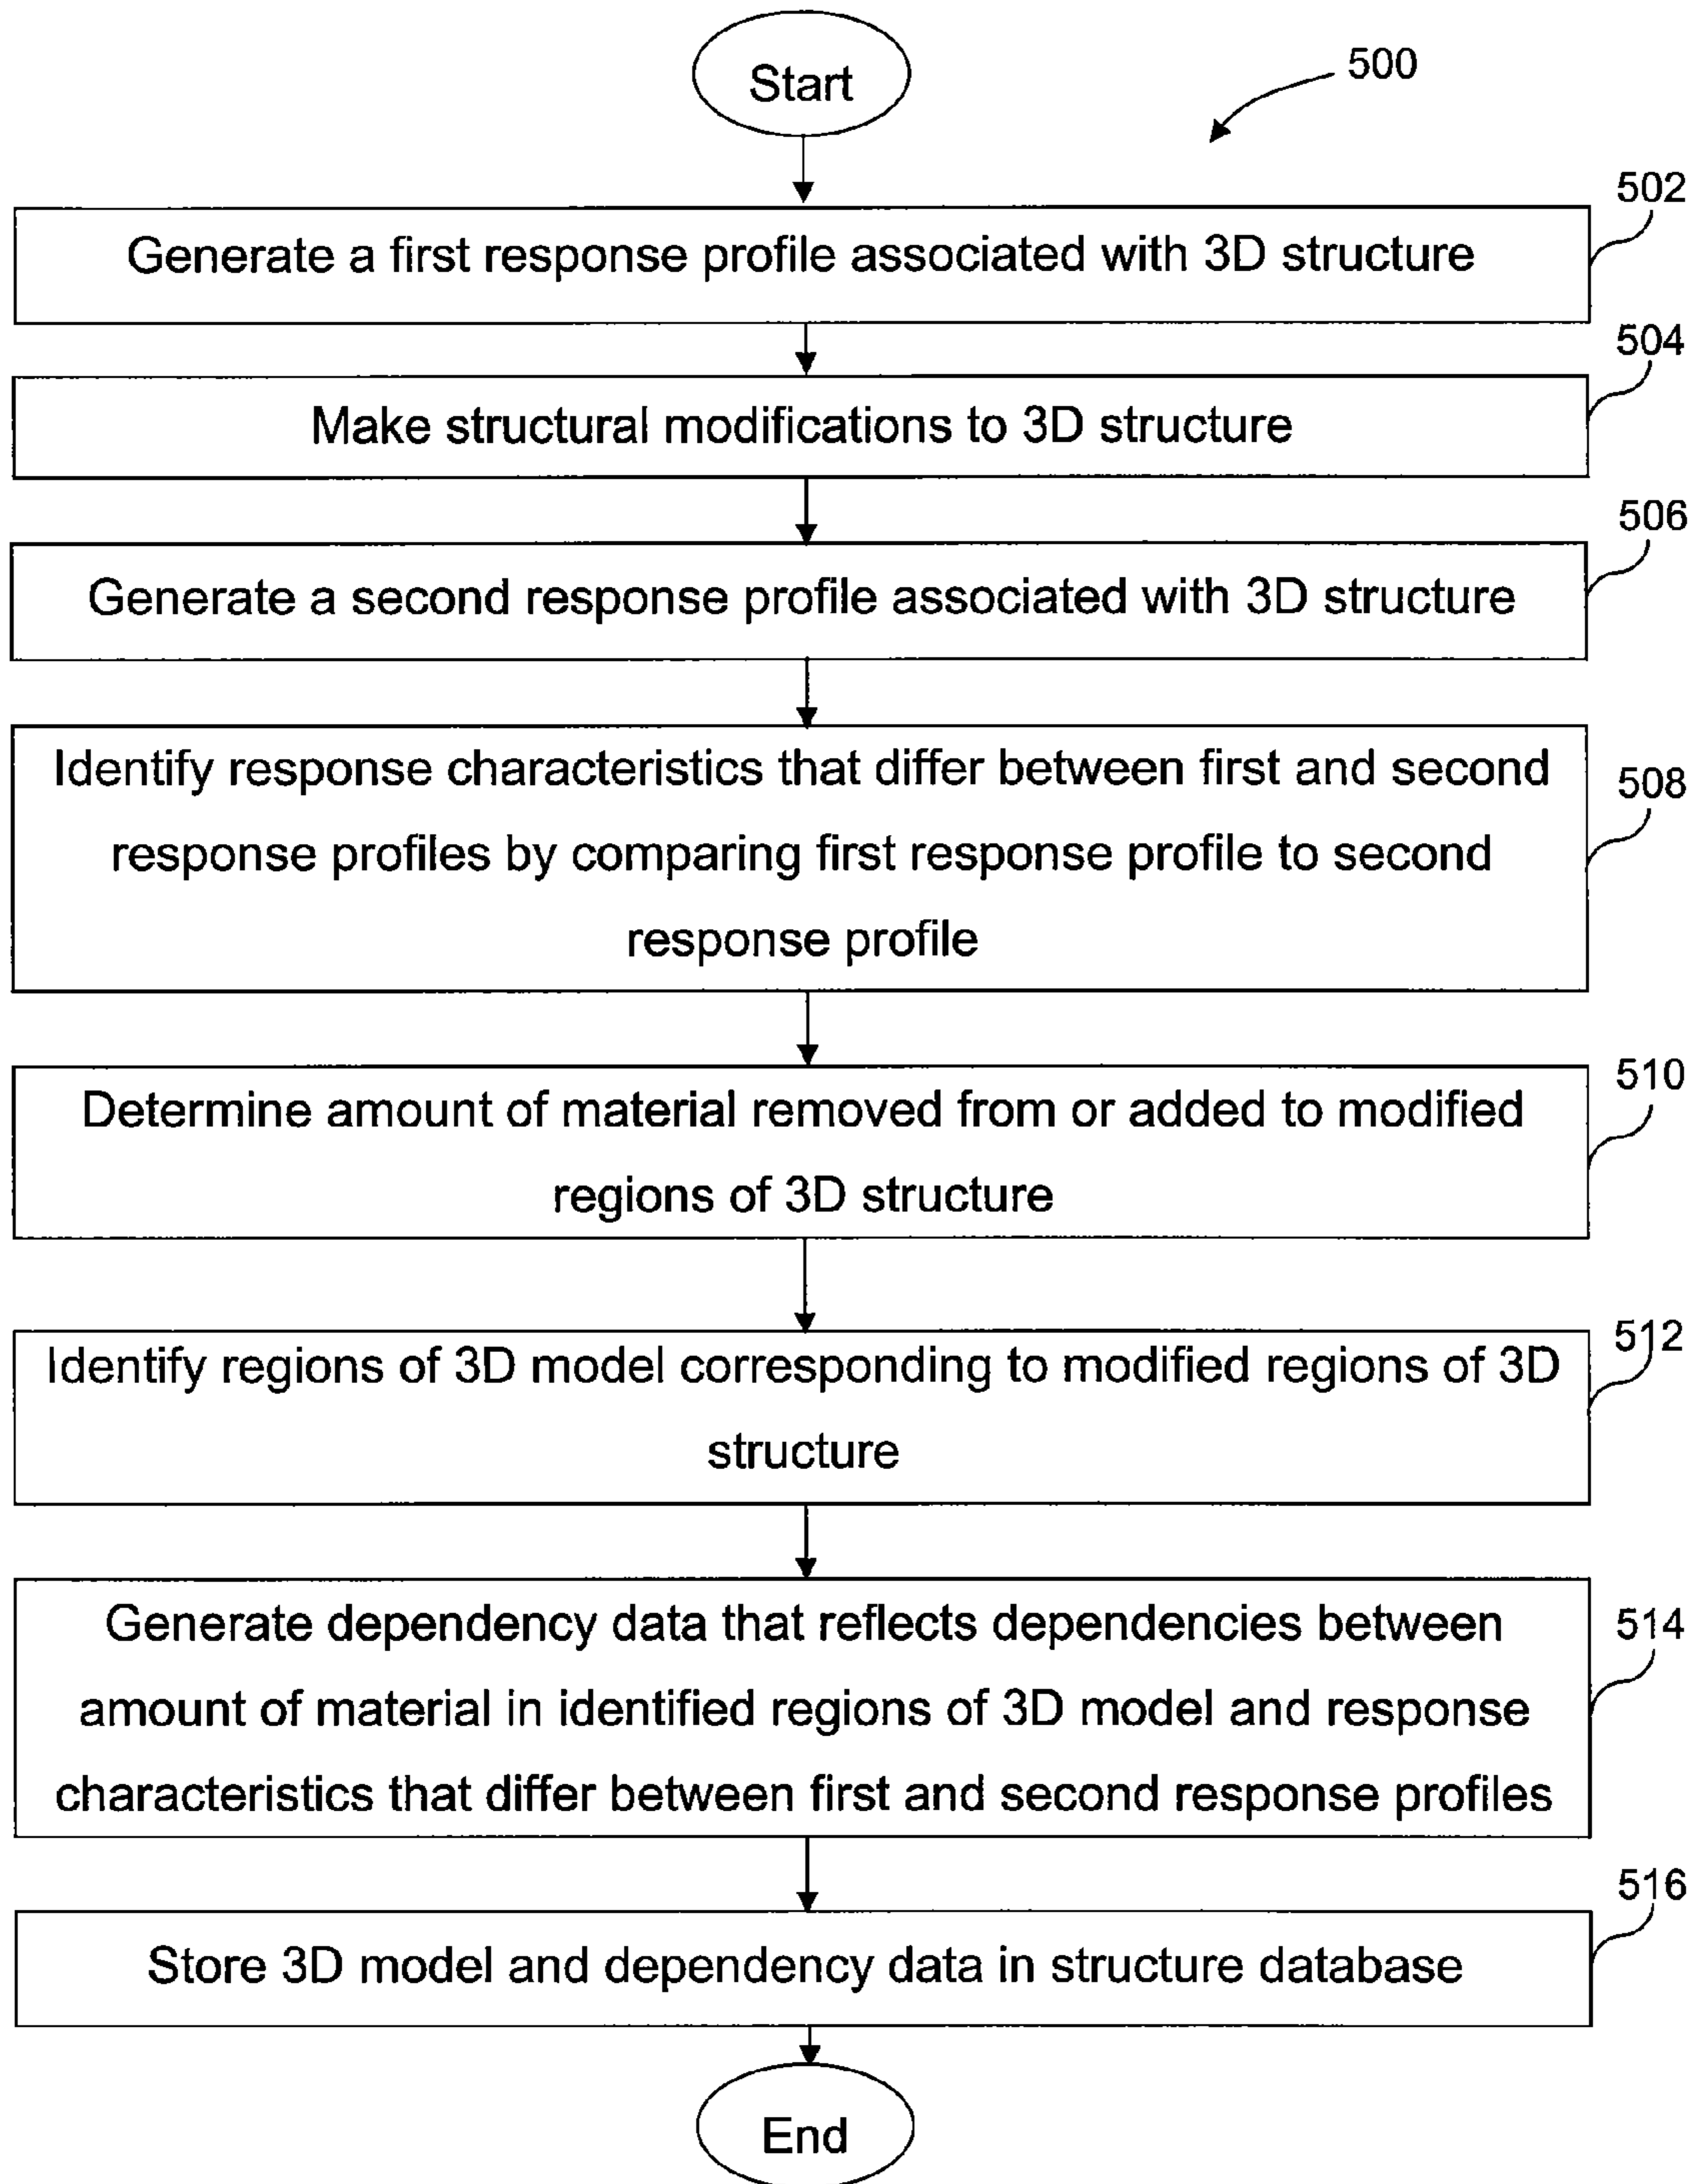 Start
500
502
Generate a first response profile associated with 3D structure
504
Make structural modifications to 3D structure
506
Generate a second response profile associated with 3D structure
508
Identify response characteristics that differ between first and second
response profiles by comparing first response profile to second
response profile
510
Determine amount of material removed from or added to modified
regions of 3D structure
512
Identify regions of 3D model corresponding to modified regions of 3D
structure
514
Generate dependency data that reflects dependencies between
amount of material in identified regions of 3D model and response
characteristics that differ between first and second response profiles
516
Store 3D model and dependency data in structure database
End